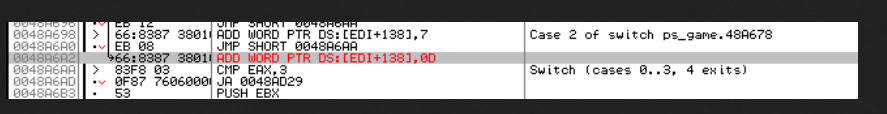 0048A696 EB 12 JMP SHORT 0048A6AA
0048A698 > 66:8387 3801 ADD WORD PTR DS:[EDI+138],7 Case 2 of switch ps_game.48A678
0048A6A0 EB 08 JMP SHORT 0048A6AA
0048A6A2 66:8387 3801 ADD WORD PTR DS:[EDI+138],0D
0048A6AA > 83F8 03 CMP EAX,3 Switch (cases 0..3, 4 exits)
0048A6AD 0F87 76060000 JA 0048AD29
0048A6B3 . 53 PUSH EBX